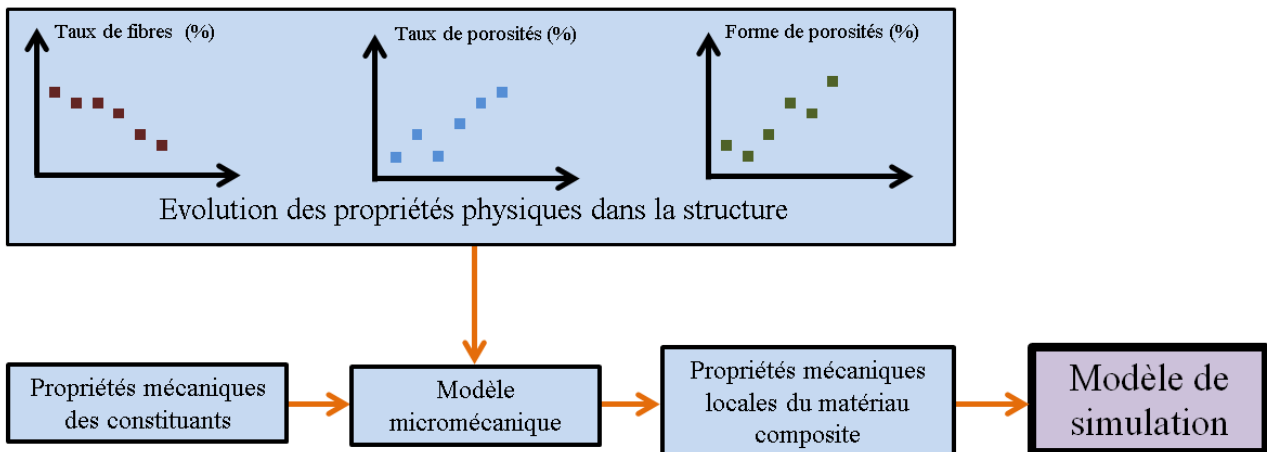 Taux de fibres (%)
Taux de porosités (%)
Forme de porosités (%)
Evolution des propriétés physiques dans la structure
Propriétés mécaniques
des constituants
Modèle
micromécanique
Propriétés mécaniques
locales du matériau
composite
Modèle de
simulation